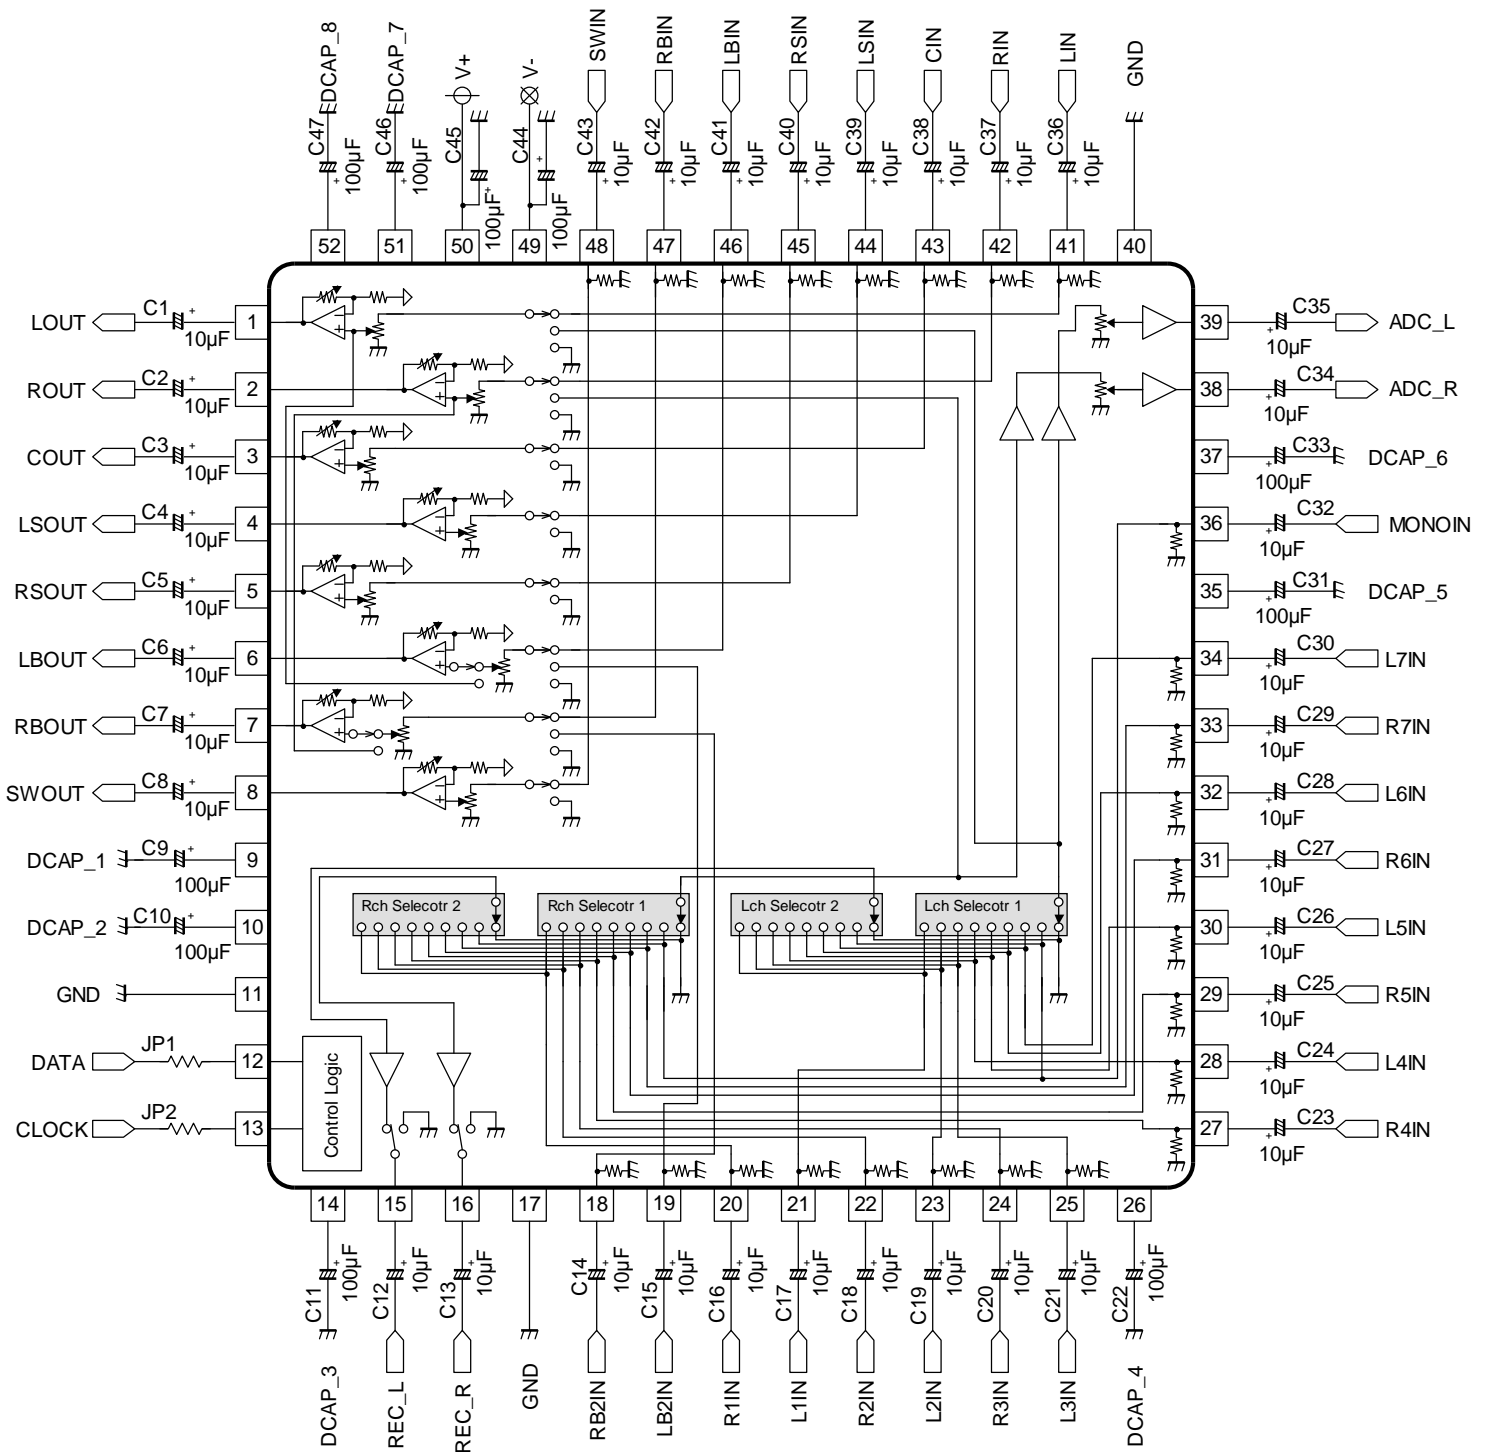 DCAP_8
DCAP_7
V+
V-
SWIN
RBIN
LBIN
RSIN
LSIN
CIN
RIN
LIN
GND
C47
100µF
C46
100µF
C45
100µF
C44
100µF
C43
10µF
C42
10µF
C41
10µF
C40
10µF
C39
10µF
C38
10µF
C37
10µF
C36
10µF
52
51
50
49
48
47
46
45
44
43
42
41
40
LOUT
C1
10µF
1
ROUT
C2
10µF
2
COUT
C3
10µF
3
LSOUT
C4
10µF
4
RSOUT
C5
10µF
5
LBOUT
C6
10µF
6
RBOUT
C7
10µF
7
SWOUT
C8
10µF
8
DCAP_1
C9
100µF
9
DCAP_2
C10
100µF
10
GND
11
DATA
JP1
12
CLOCK
JP2
13
Control Logic
Rch Selecotr 2
Rch Selecotr 1
Lch Selecotr 2
Lch Selecotr 1
39
C35
10µF
ADC_L
38
C34
10µF
ADC_R
37
C33
100µF
DCAP_6
36
C32
10µF
MONOIN
35
C31
100µF
DCAP_5
34
C30
10µF
L7IN
33
C29
10µF
R7IN
32
C28
10µF
L6IN
31
C27
10µF
R6IN
30
C26
10µF
L5IN
29
C25
10µF
R5IN
28
C24
10µF
L4IN
27
C23
10µF
R4IN
14
15
16
17
18
19
20
21
22
23
24
25
26
C11
100µF
C12
10µF
C13
10µF
C14
10µF
C15
10µF
C16
10µF
C17
10µF
C18
10µF
C19
10µF
C20
10µF
C21
10µF
C22
100µF
DCAP_3
REC_L
REC_R
GND
RB2IN
LB2IN
R1IN
L1IN
R2IN
L2IN
R3IN
L3IN
DCAP_4